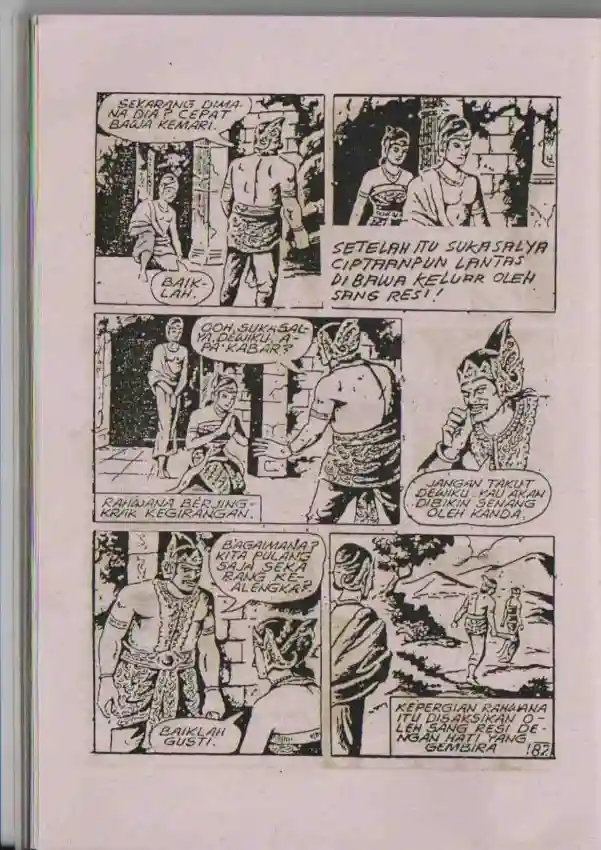 SEKARANG DIMA-
NA DIA? CEPAT
BAWA KEMARI.
BAIK-
LAH.
SETELAH ITU SUKASALYA
CIPTAANPUN LANTAS
DIBAWA KELUAR OLEH
SANG RESI!
OOH, SUKASAL-
YA, DEWIKU, A-
PA KABAR?
RAHWANA BERJING-
KRAK KEGIRANGAN.
JANGAN TAKUT
DEWIKU. KAU AKAN
DIBIKIN SENANG
OLEH KANDA.
BAGAIMANA?
KITA PULANG
SAJA SEKA
RANG KE-
ALENGKA?
BAIKLAH
GUSTI.
KEPERGIAN RAHWANA
ITU DISAKSIKAN O-
LEH SANG RESI DE-
NGAN HATI YANG
GEMBIRA
187